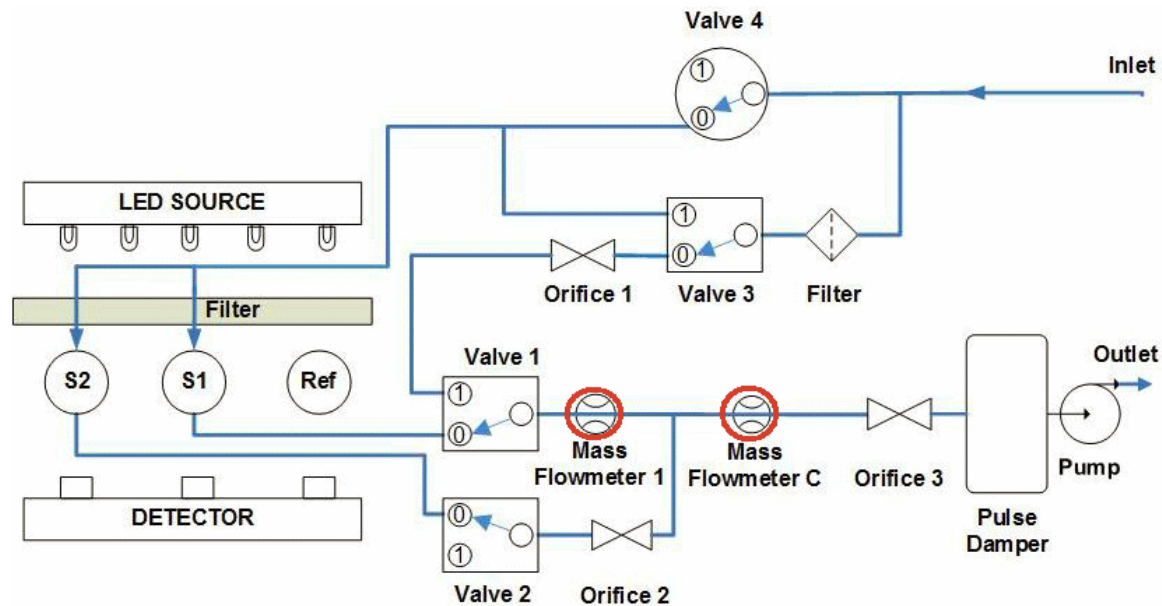 Valve 4
Inlet
1
0
LED SOURCE
1
0
Orifice 1
Valve 3
Filter
Filter
Valve 1
S2
S1
Ref
1
0
Outlet
Mass
Flowmeter 1
Mass
Flowmeter C
Orifice 3
Pump
DETECTOR
0
1
Pulse
Damper
Valve 2
Orifice 2